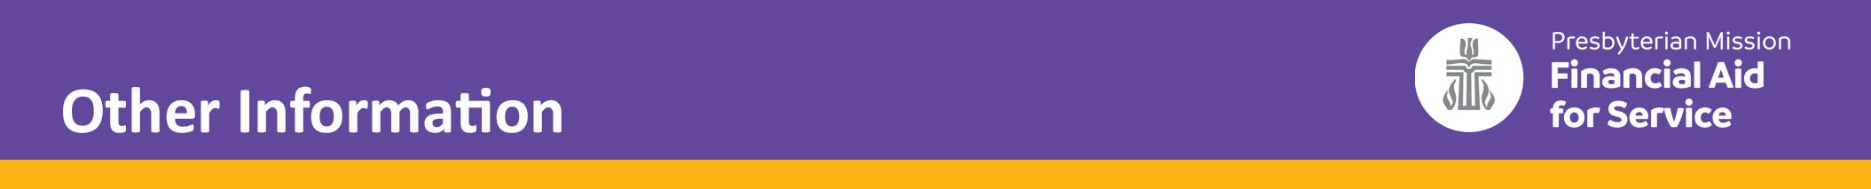 Other Information
Presbyterian Mission
Financial Aid
for Service